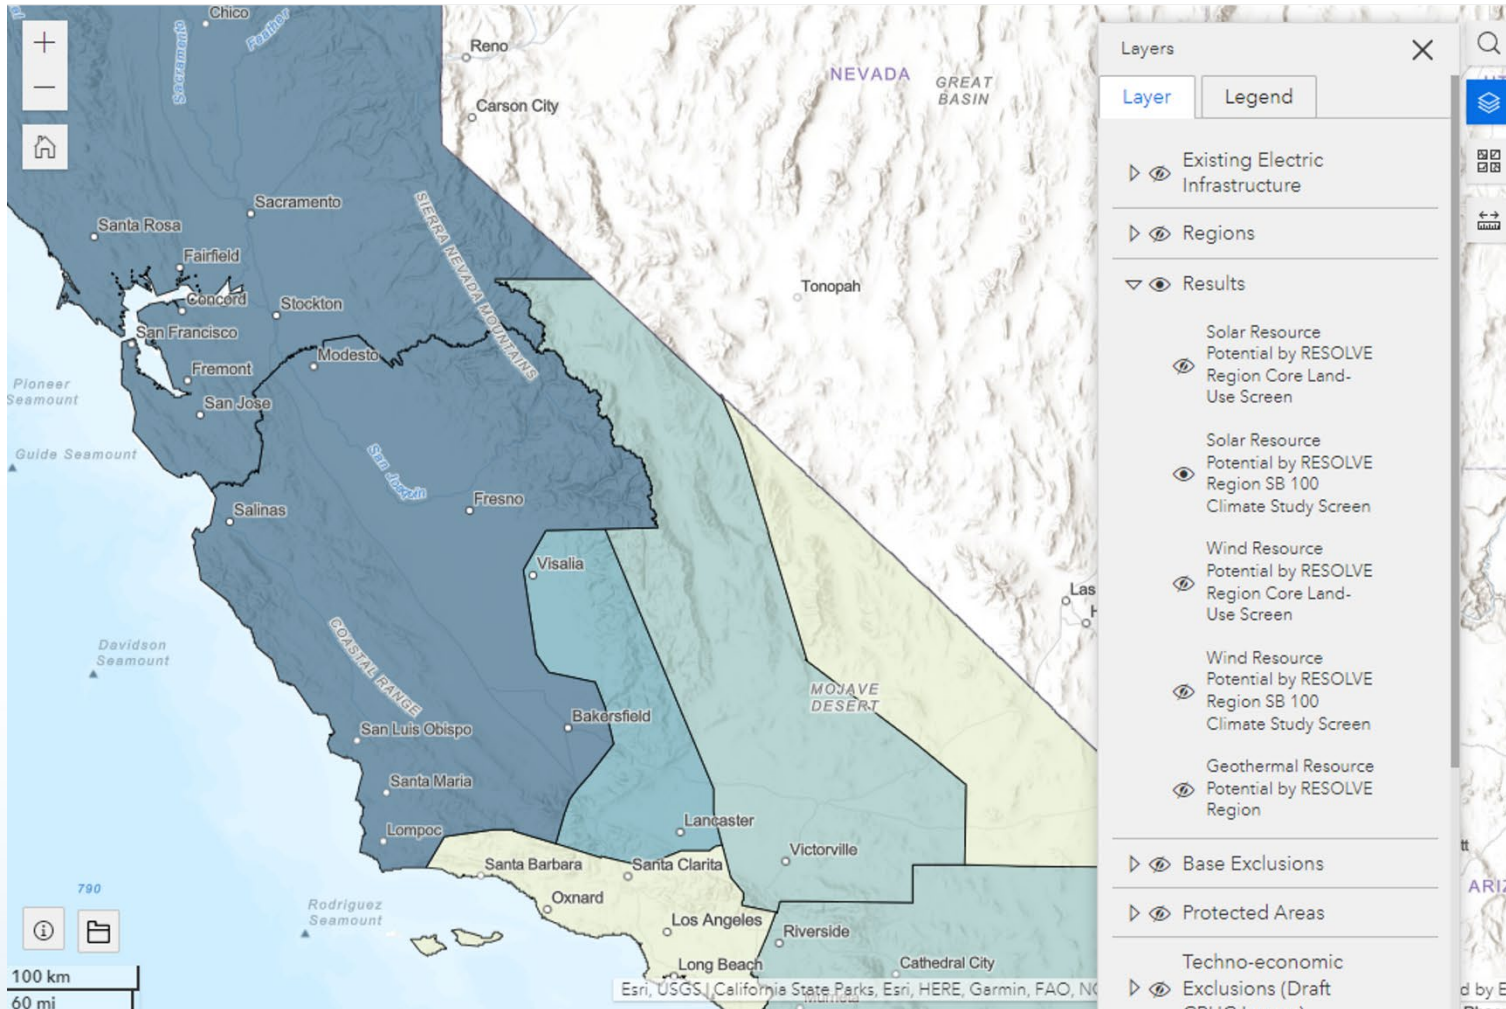 Chico
Feather
Sacramento
Reno
NEVADA
GREAT
BASIN
Carson City
Sacramento
SIERRA NEVADA MOUNTAINS
Santa Rosa
Fairfield
Concord
Stockton
Tonopah
San Francisco
Modesto
Fremont
Pioneer
Seamount
San Jose
Guide Seamount
San Joaquin
Fresno
Salinas
Visalia
Las
H
Davidson
Seamount
COASTAL RANGE
MOJAVE
DESERT
Bakersfield
San Luis Obispo
Santa Maria
Lancaster
Lompoc
Victorville
Santa Barbara
Santa Clarita
790
Oxnard
Rodriguez
Seamount
Los Angeles
Riverside
Long Beach
Cathedral City
100 km
60 mi
Esri, USGS | California State Parks, Esri, HERE, Garmin, FAO, NO
Murrieta
Layers
Layer
Legend
Existing Electric
Infrastructure
Regions
Results
Solar Resource
Potential by RESOLVE
Region Core Land-
Use Screen
Solar Resource
Potential by RESOLVE
Region SB 100
Climate Study Screen
Wind Resource
Potential by RESOLVE
Region Core Land-
Use Screen
Wind Resource
Potential by RESOLVE
Region SB 100
Climate Study Screen
Geothermal Resource
Potential by RESOLVE
Region
Base Exclusions
Protected Areas
Techno-economic
Exclusions (Draft
tt
ARIZ
d by E